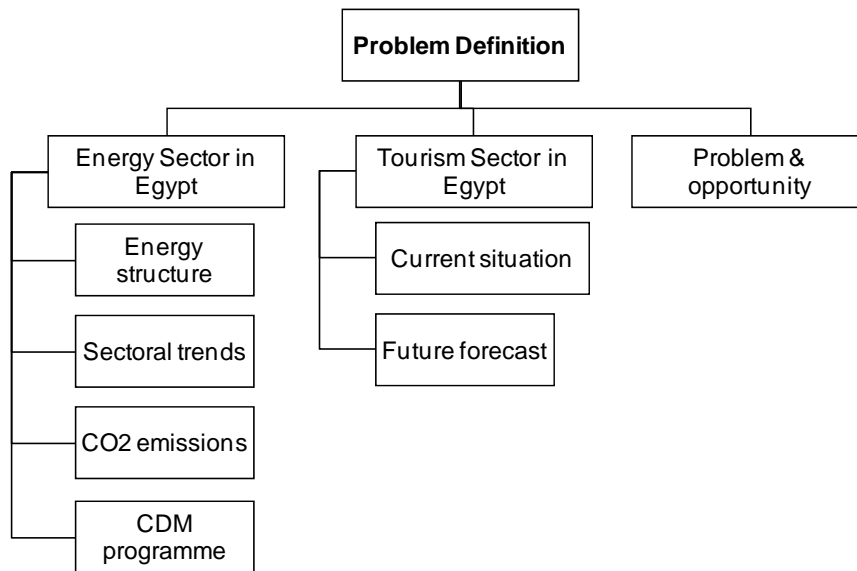 Problem Definition
Energy Sector in
Egypt
Tourism Sector in
Egypt
Problem &
opportunity
Energy
structure
Current situation
Sectoral trends
Future forecast
CO2 emissions
CDM
programme